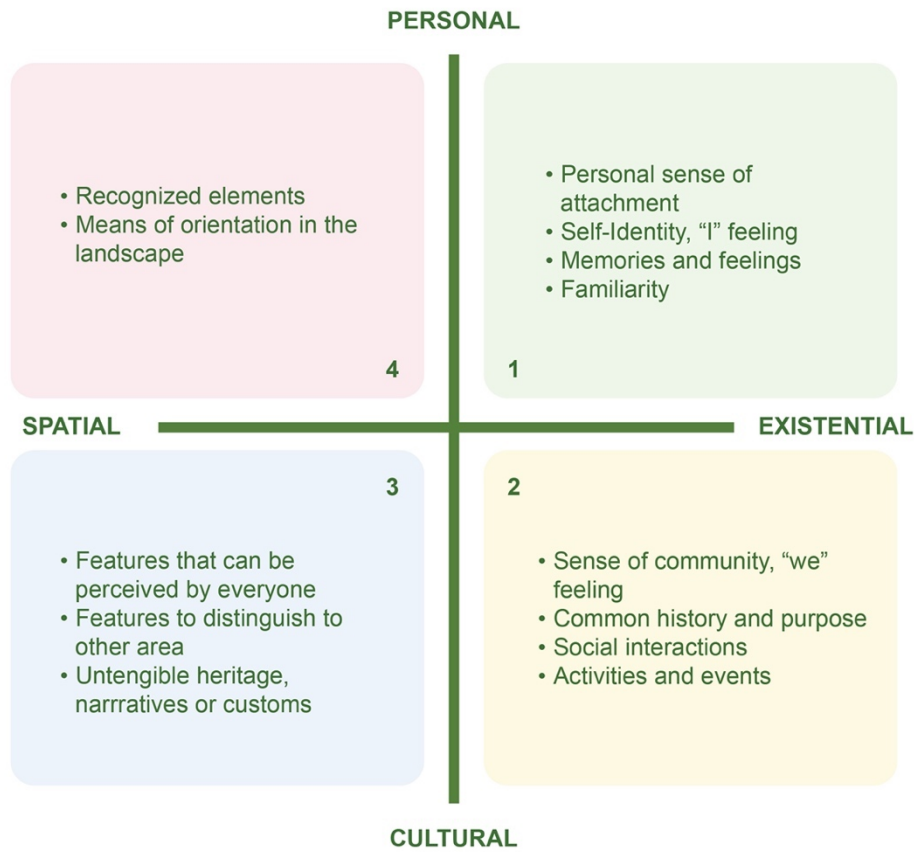 PERSONAL
• Recognized elements
• Means of orientation in the
landscape
4
• Personal sense of
attachment
• Self-Identity, “I” feeling
• Memories and feelings
• Familiarity
1
SPATIAL
EXISTENTIAL
3
• Features that can be
perceived by everyone
• Features to distinguish to
other area
• Untengible heritage,
narrratives or customs
2
• Sense of community, “we”
feeling
• Common history and purpose
• Social interactions
• Activities and events
CULTURAL